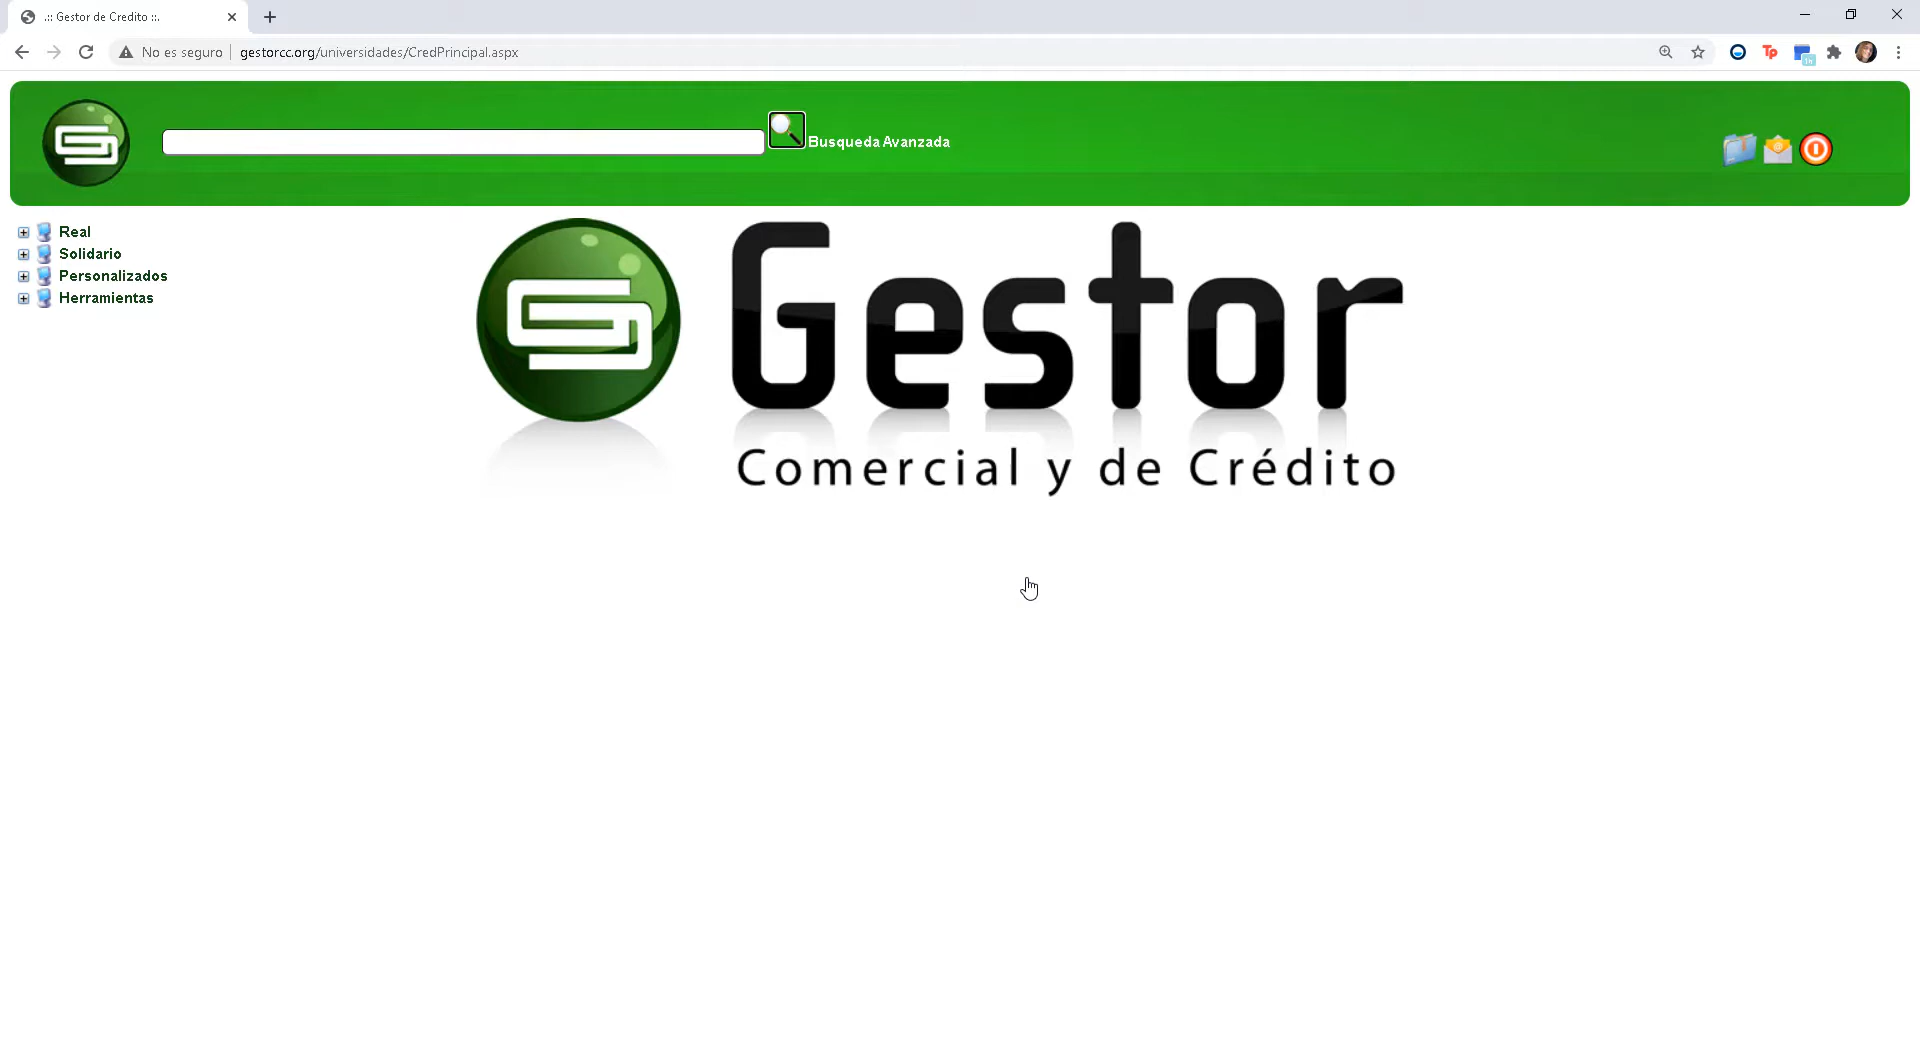 .:: Gestor de Credito ::.
No es seguro
gestorcc.org/universidades/CredPrincipal.aspx
Tp
Busqueda Avanzada
Real
Solidario
Personalizados
Herramientas
Gestor
Comercial y de Crédito